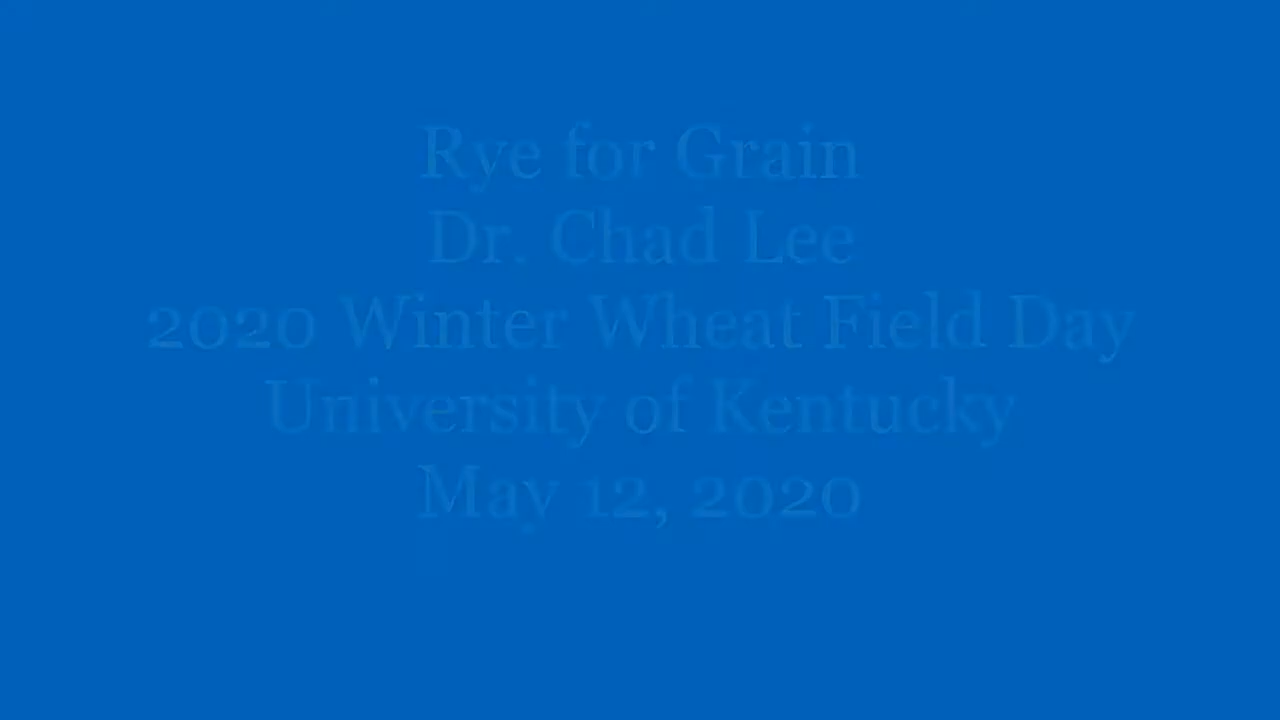 Rye for Grain
Dr. Chad Lee
2020 Winter Wheat Field Day
University of Kentucky
May 12, 2020